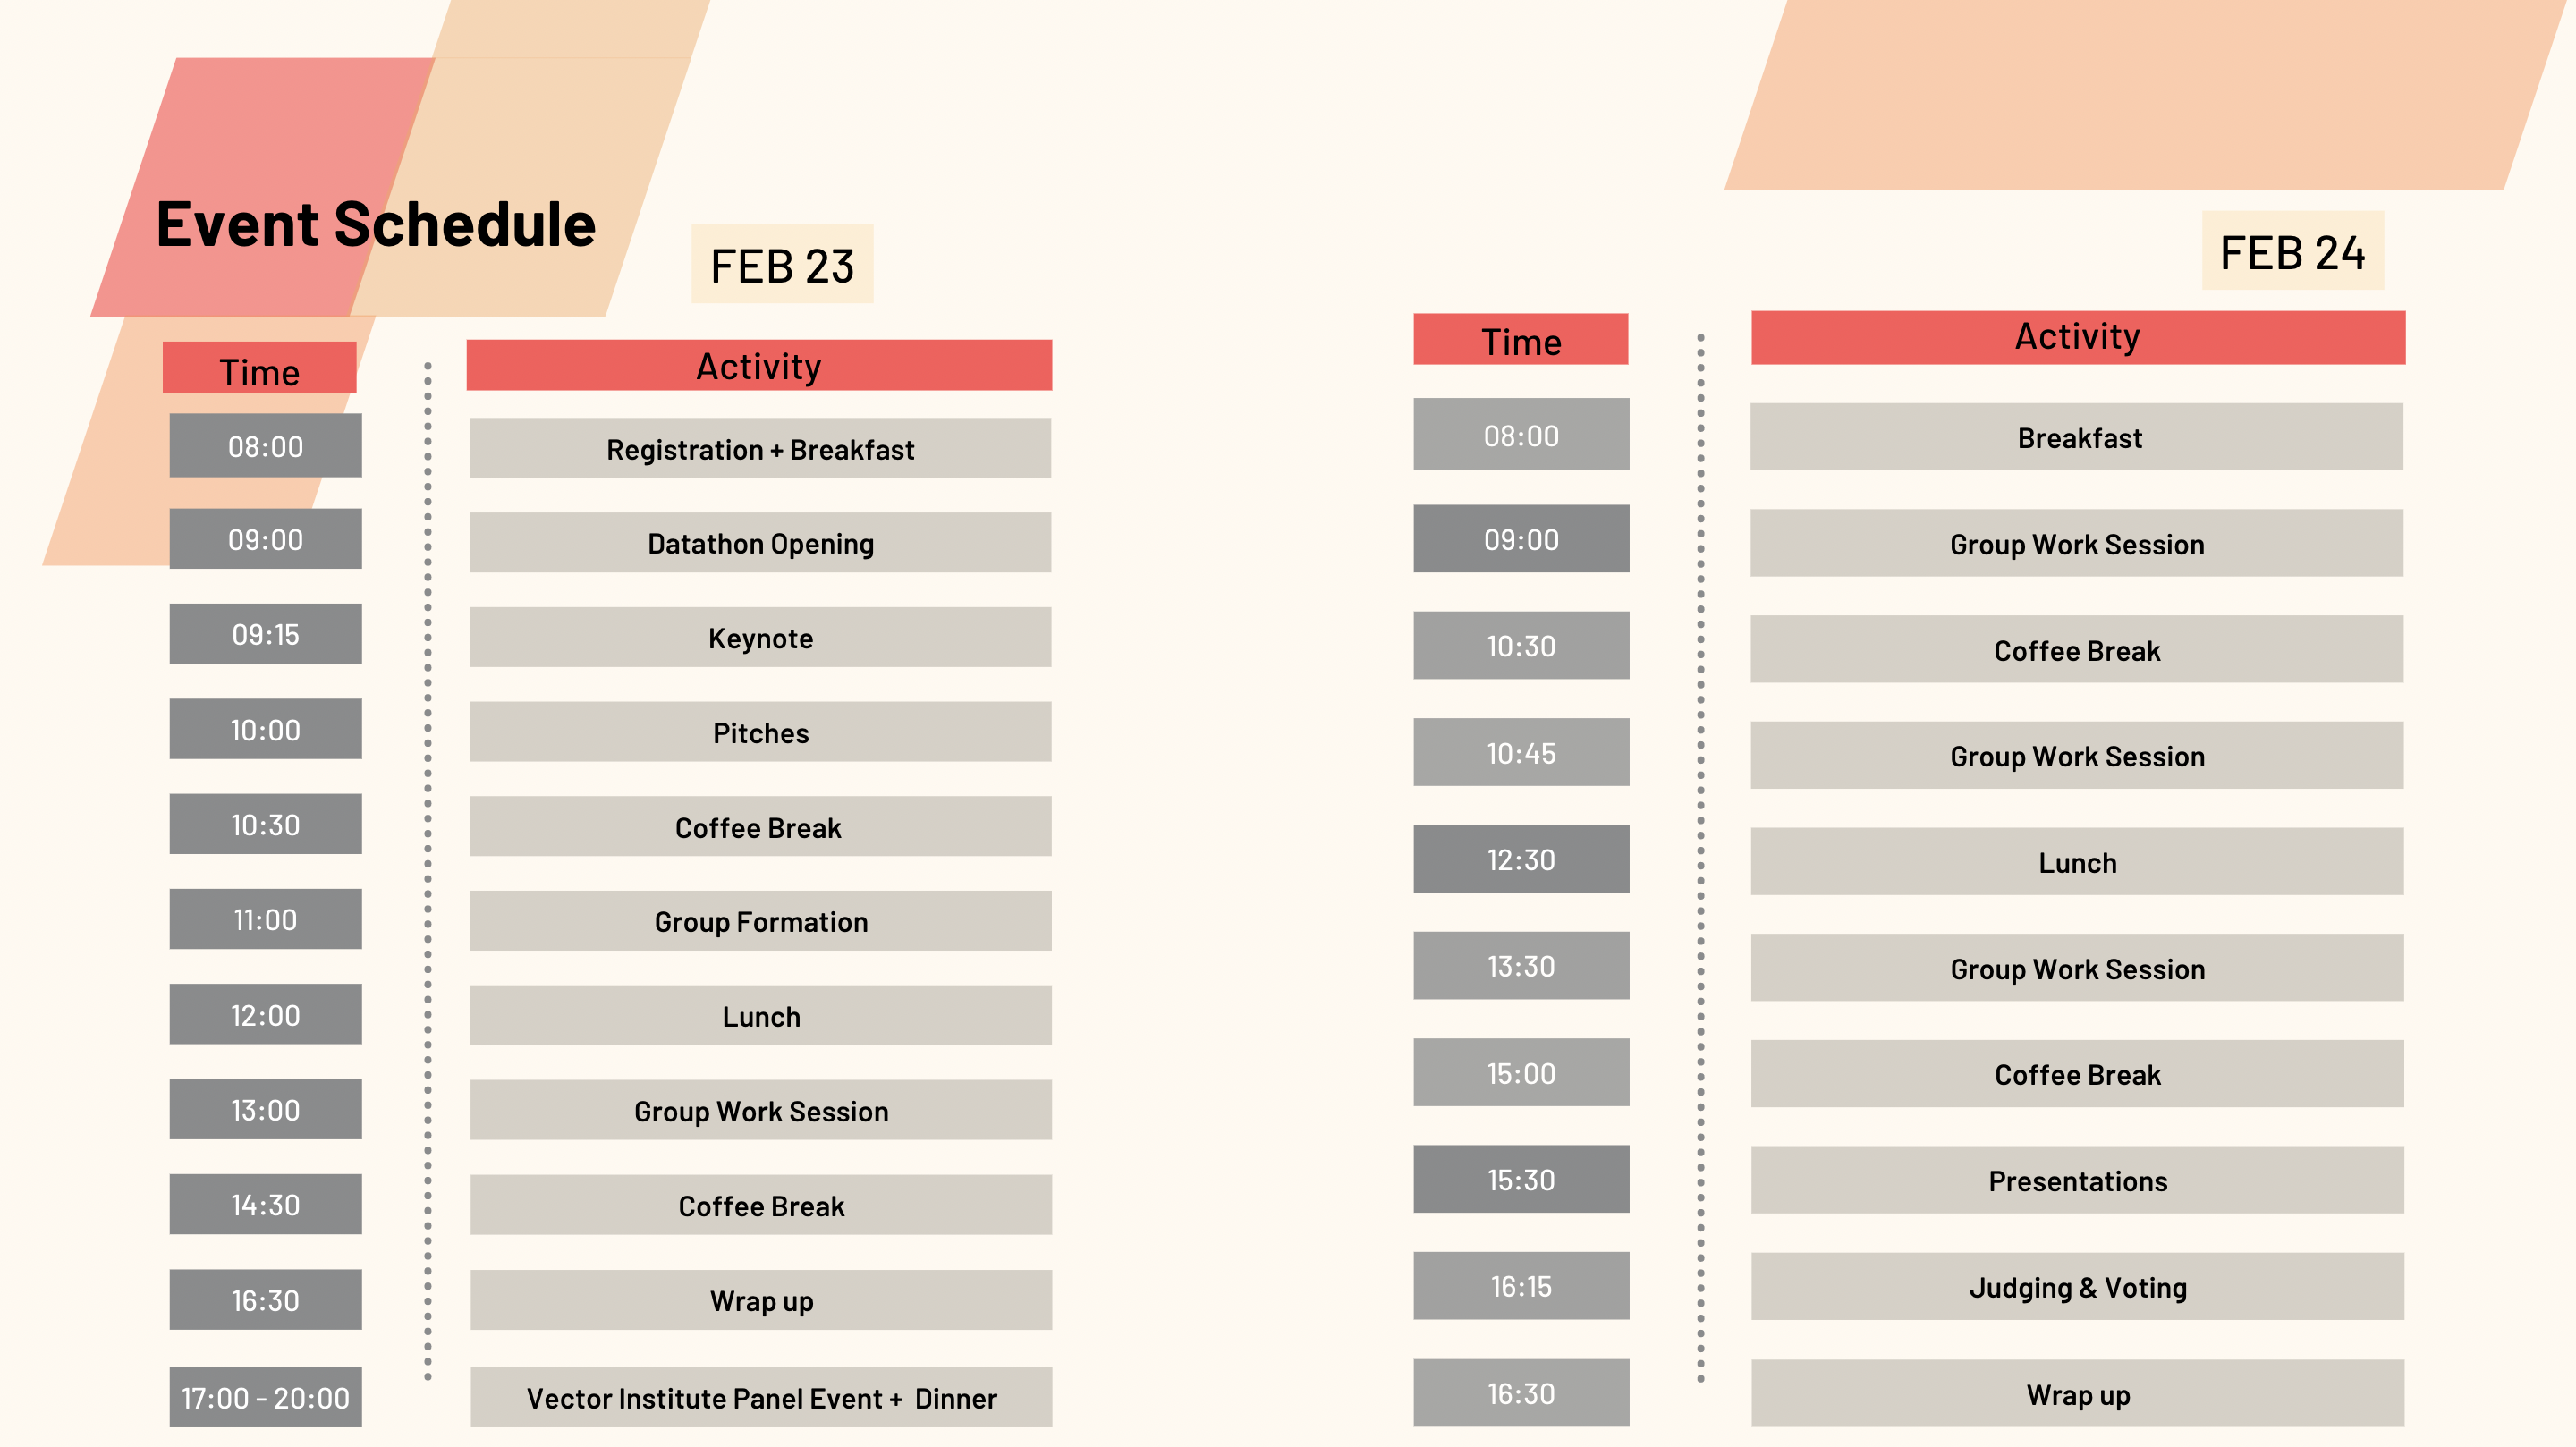 Event Schedule
FEB 23
Time Activity
08:00 Registration + Breakfast
09:00 Datathon Opening
09:15 Keynote
10:00 Pitches
10:30 Coffee Break
11:00 Group Formation
12:00 Lunch
13:00 Group Work Session
14:30 Coffee Break
16:30 Wrap up
17:00 - 20:00 Vector Institute Panel Event + Dinner
FEB 24
Time Activity
08:00 Breakfast
09:00 Group Work Session
10:30 Coffee Break
10:45 Group Work Session
12:30 Lunch
13:30 Group Work Session
15:00 Coffee Break
15:30 Presentations
16:15 Judging & Voting
16:30 Wrap up